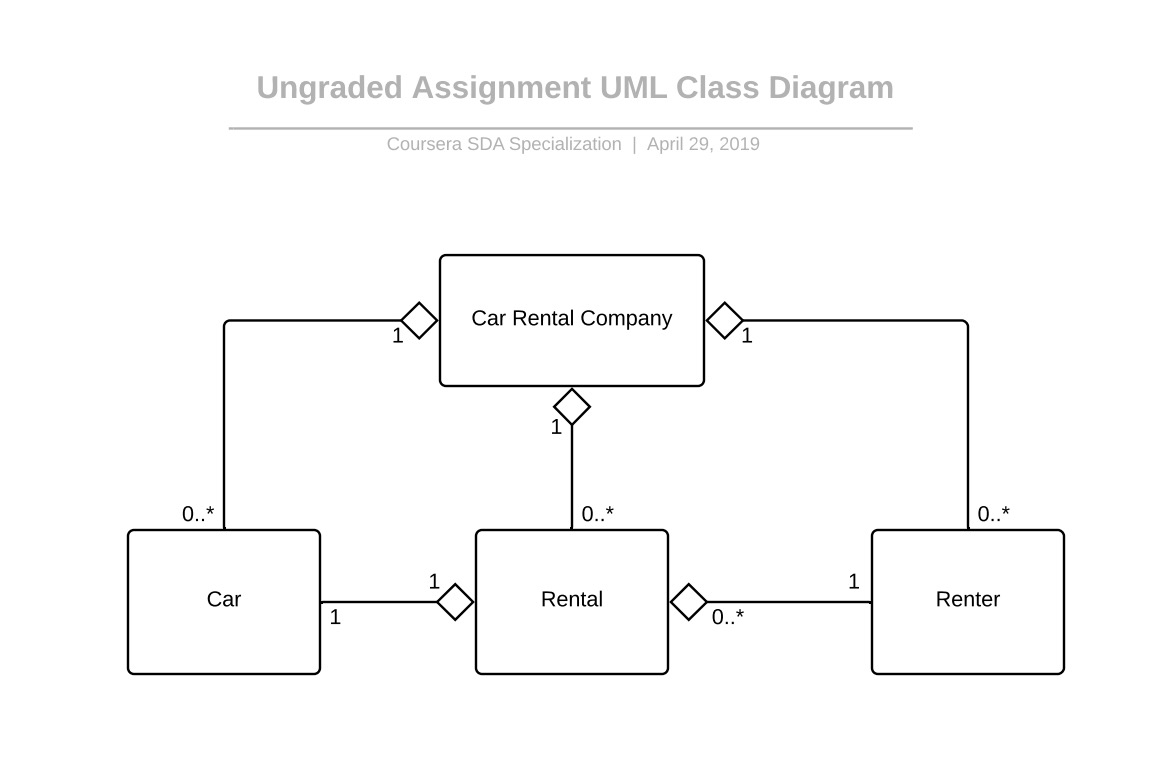 Ungraded Assignment UML Class Diagram
Coursera SDA Specialization | April 29, 2019
Car Rental Company
1
1
1
0..*
0..*
0..*
Car
1
1
Rental
0..*
1
Renter